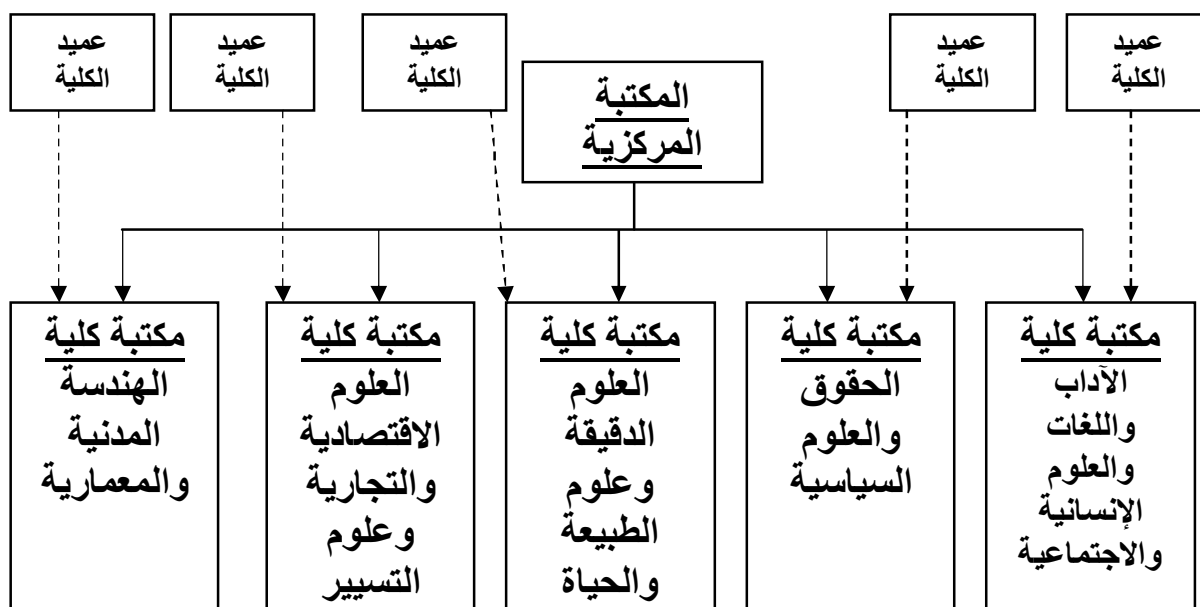 عميد
الكلية
عميد
الكلية
عميد
الكلية
عميد
الكلية
عميد
الكلية
المكتبة
المركزية
مكتبة كلية
الآداب
واللغات
والعلوم
الإنسانية
والاجتماعية
مكتبة كلية
الحقوق
والعلوم
السياسية
مكتبة كلية
العلوم
الدقيقة
وعلوم
الطبيعة
والحياة
مكتبة كلية
العلوم
الاقتصادية
والتجارية
وعلوم
التسيير
مكتبة كلية
الهندسة
المدنية
والمعمارية